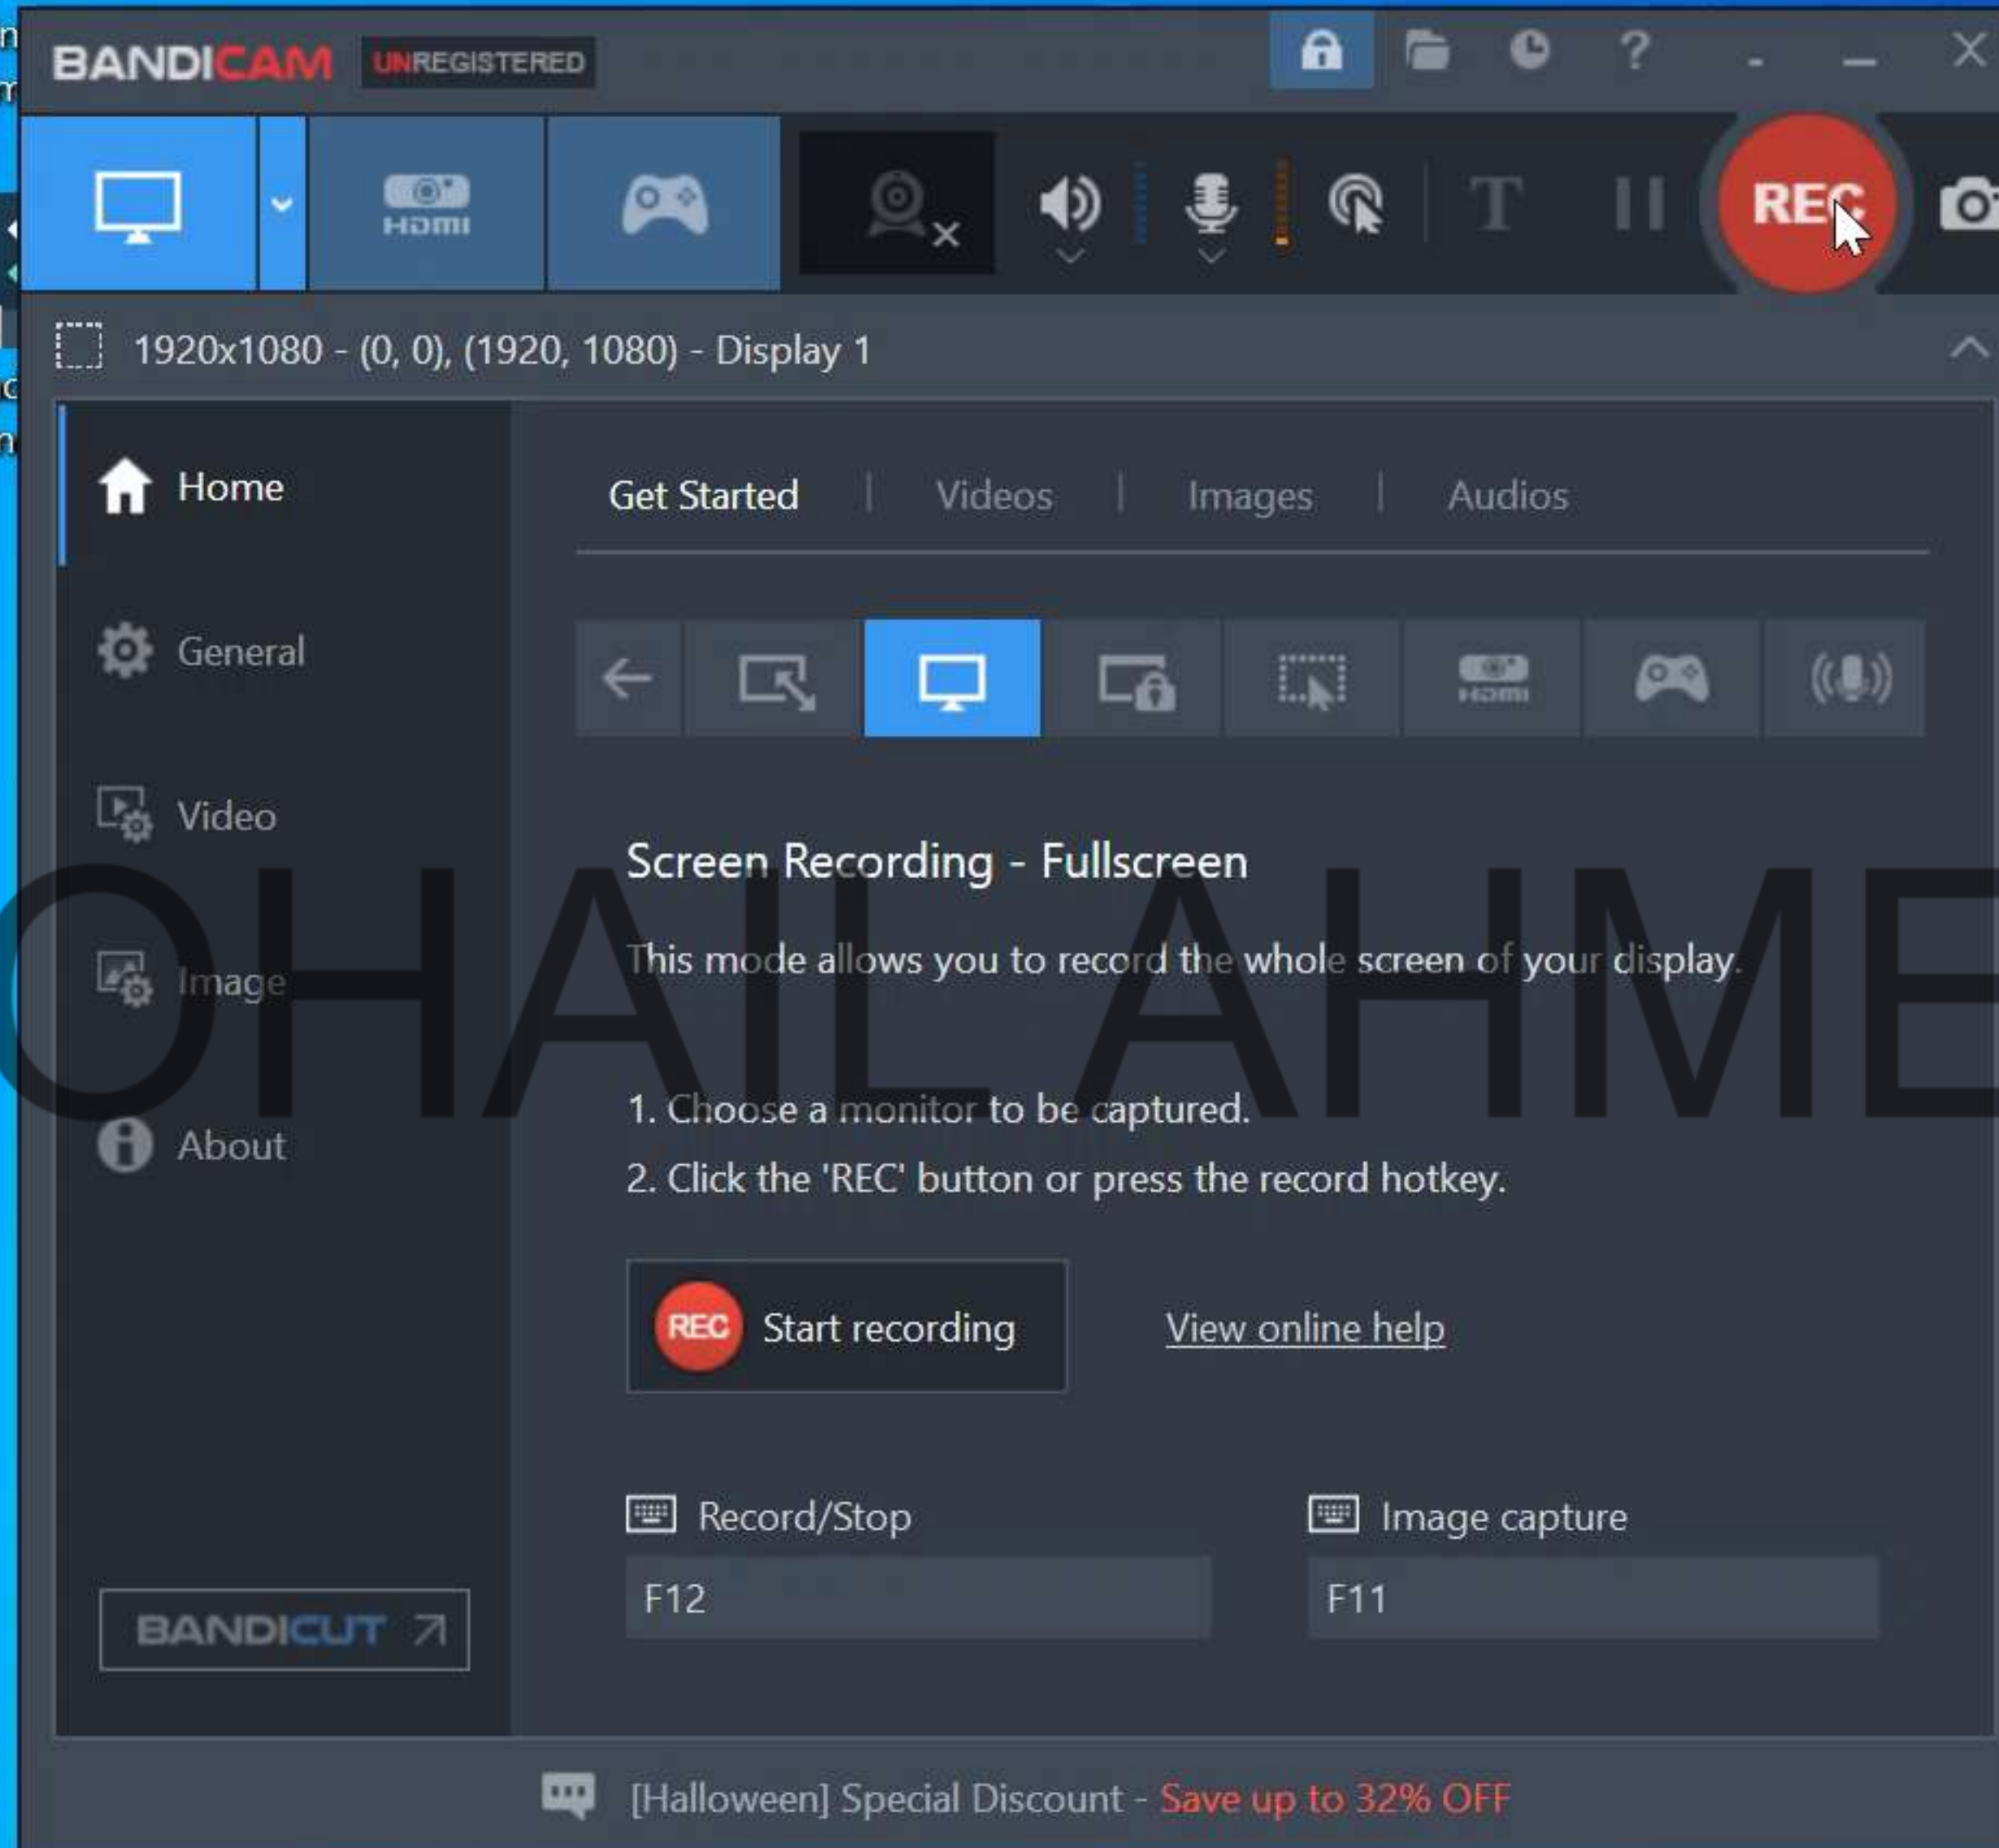 BANDICAM UNREGISTERED ?
HDMI T REC
1920x1080 - (0, 0), (1920, 1080) - Display 1
Home
Get Started | Videos | Images | Audios
General
HDMI
Video
Screen Recording - Fullscreen
This mode allows you to record the whole screen of your display.
Image
OHAIL AHME
1. Choose a monitor to be captured.
About
2. Click the 'REC' button or press the record hotkey.
REC Start recording View online help
Record/Stop Image capture
F12 F11
BANDICUT
[Halloween] Special Discount - Save up to 32% OFF